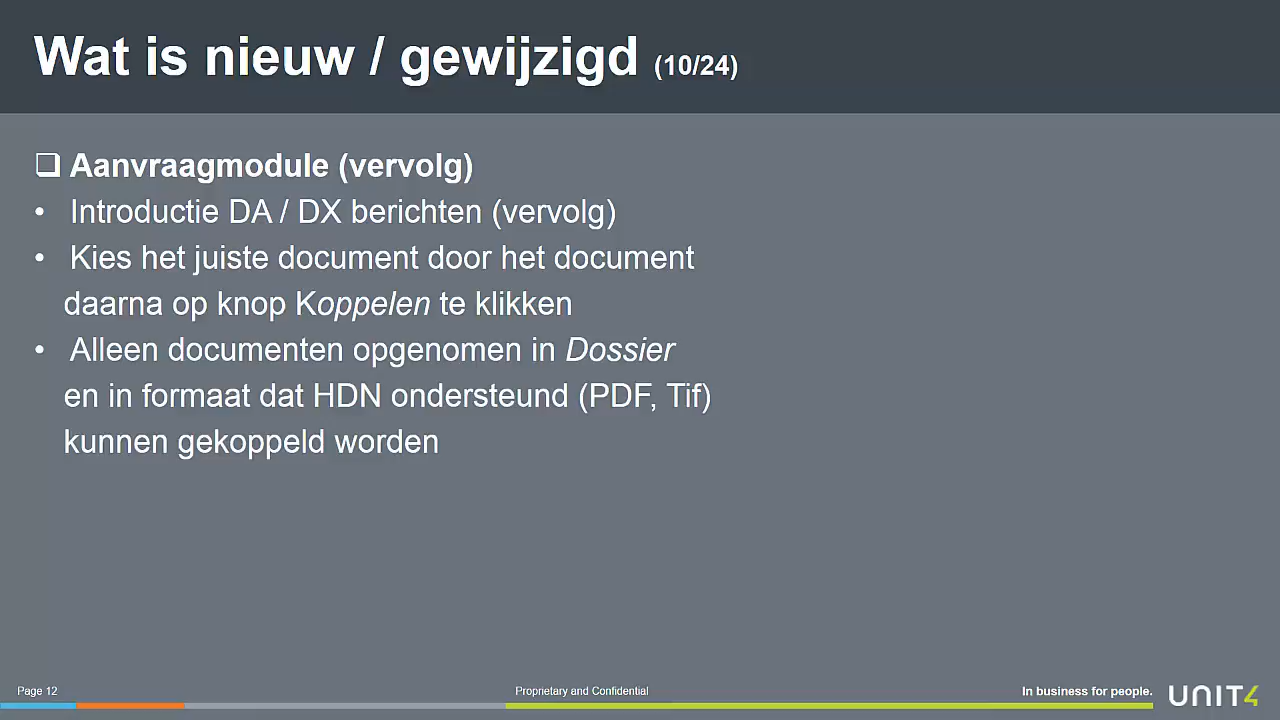 Wat is nieuw / gewijzigd (10/24)
❑ Aanvraagmodule (vervolg)
• Introductie DA / DX berichten (vervolg)
• Kies het juiste document door het document
daarna op knop Koppelen te klikken
• Alleen documenten opgenomen in Dossier
en in formaat dat HDN ondersteund (PDF, Tif)
kunnen gekoppeld worden
Page 12
Proprietary and Confidential
In business for people.
UNIT4